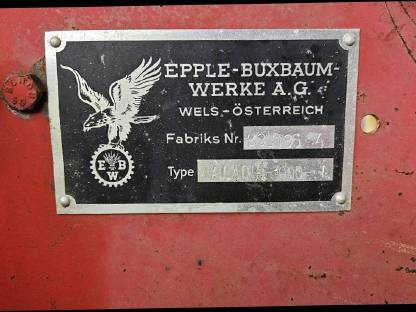 EPPLE-BUXBAUM-
WERKE A.G.
WELS-ÖSTERREICH
Fabriks Nr.
Type
E B
W